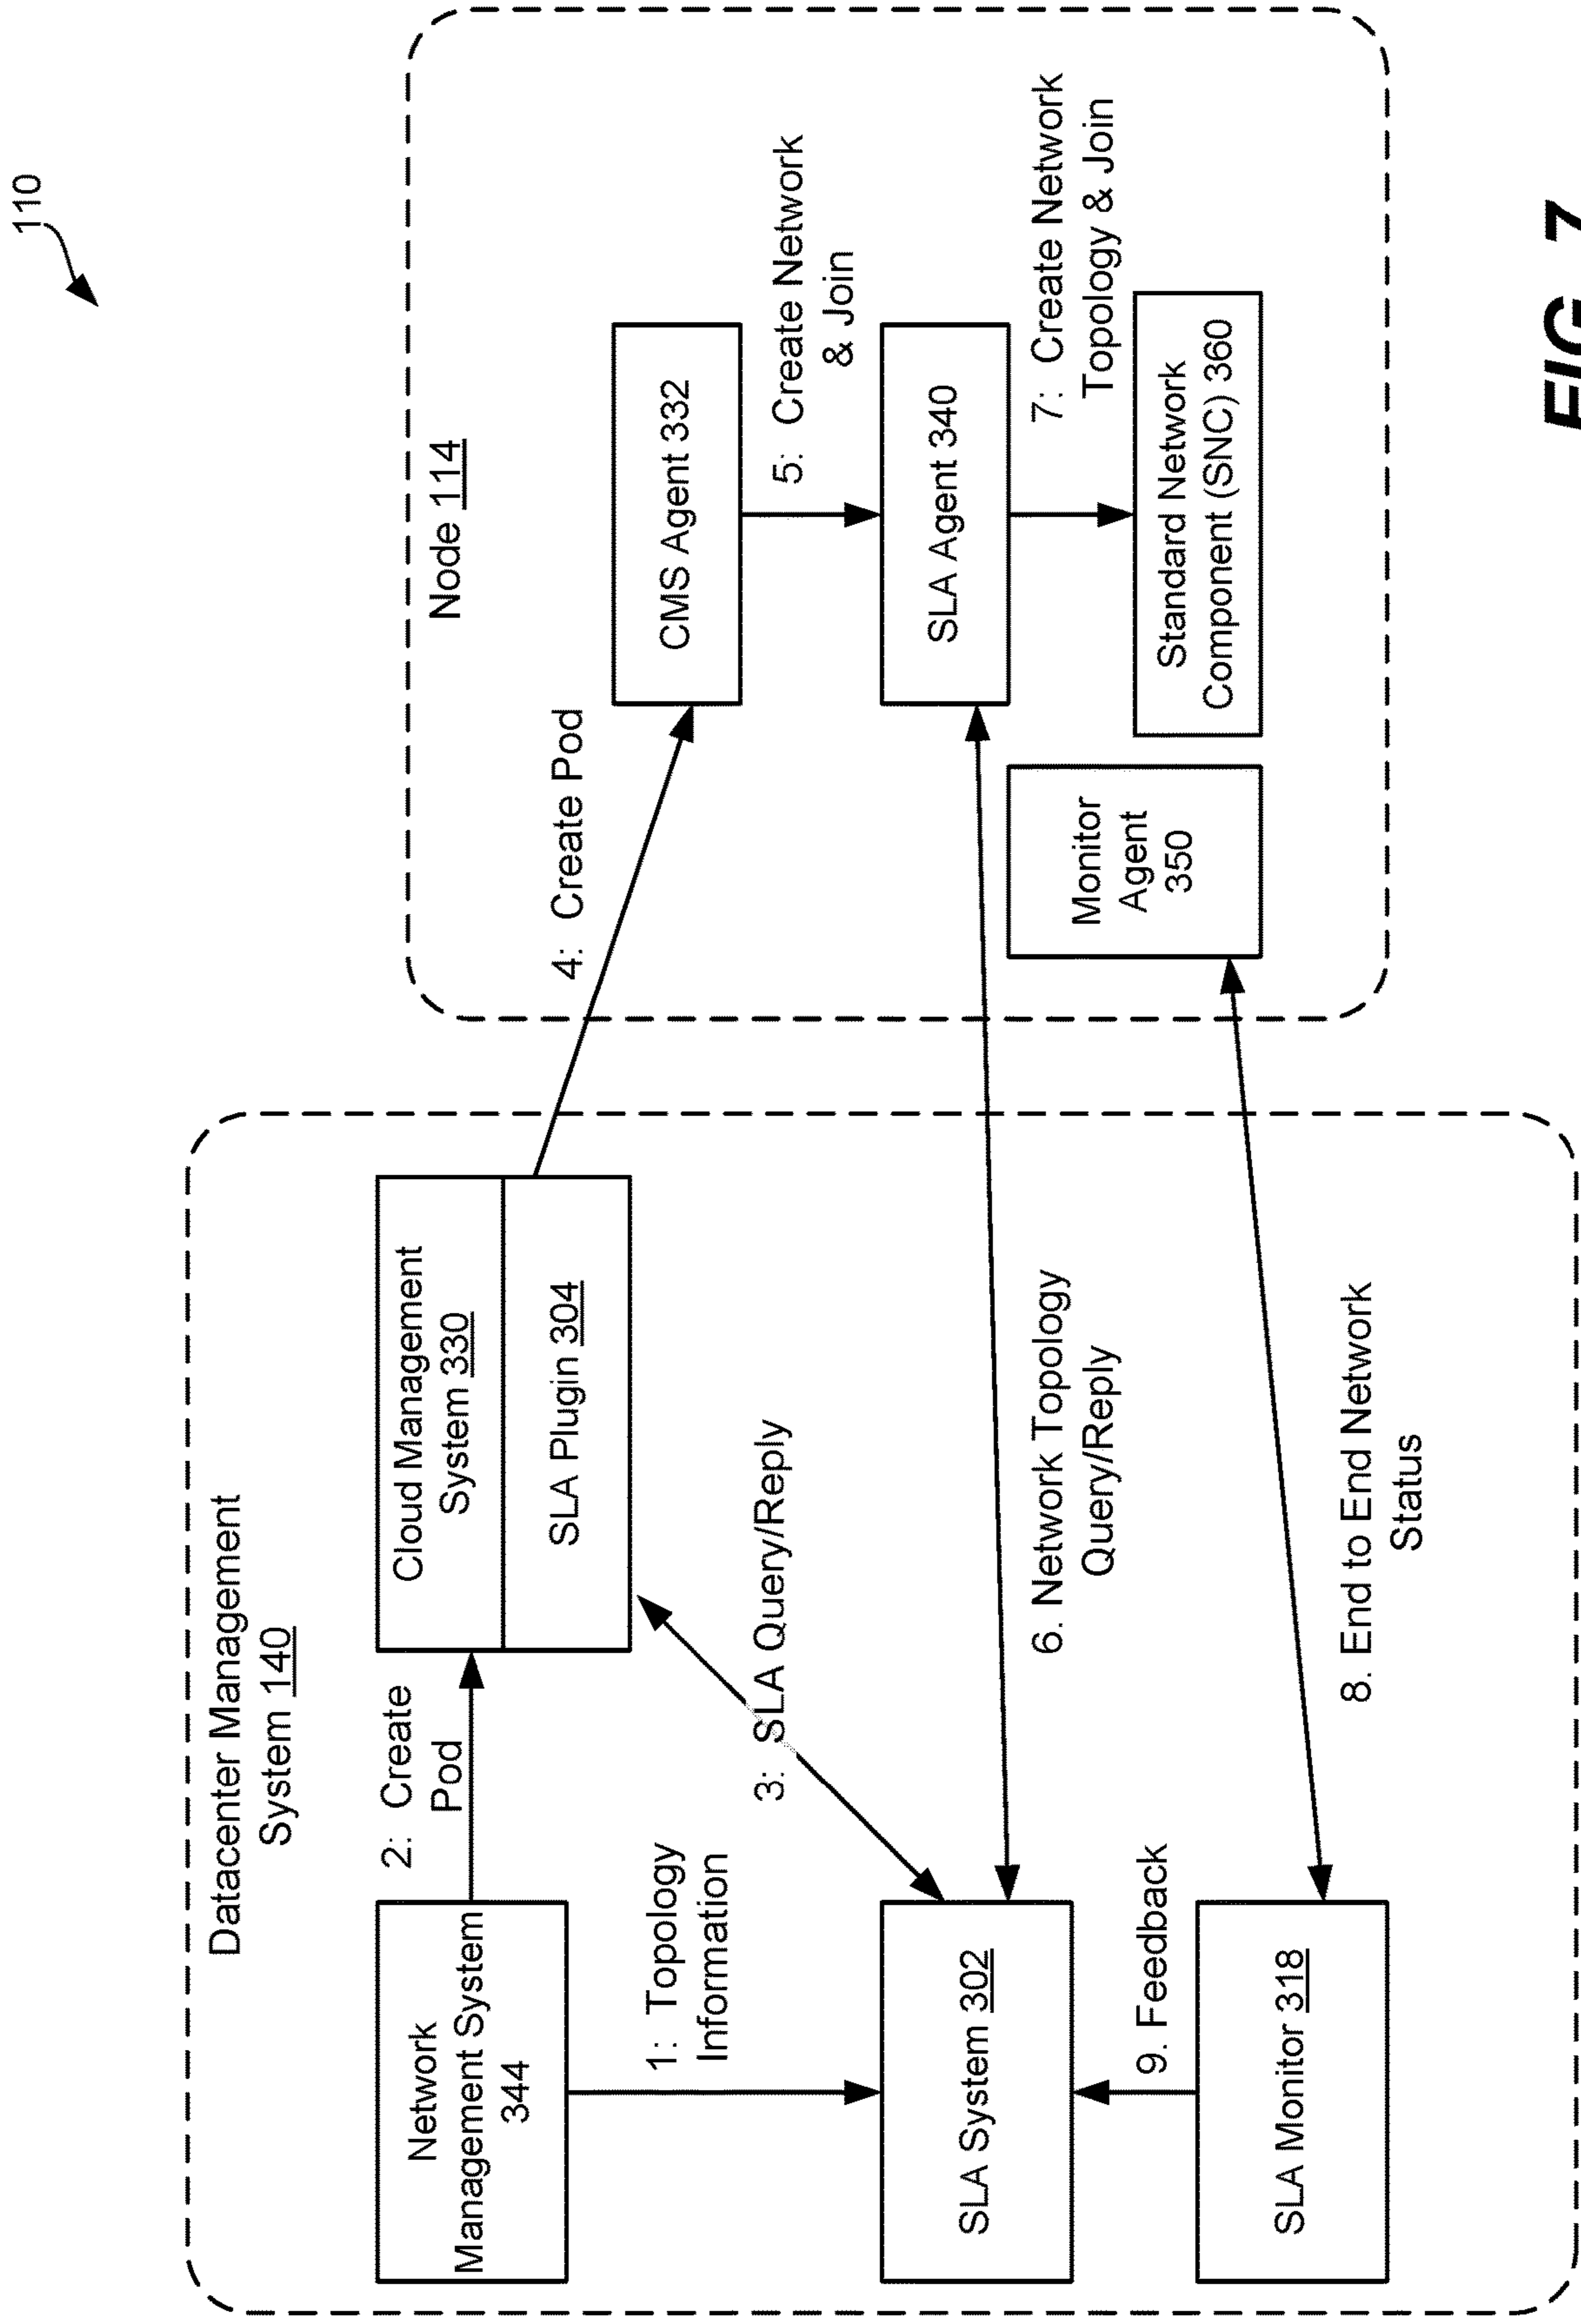 110
Datacenter Management
System 140
Network
Management System
344
2: Create
Pod
Cloud Management
System 330
SLA Plugin 304
1: Topology
Information
3: SLA Query/Reply
SLA System 302
9. Feedback
SLA Monitor 318
4: Create Pod
6. Network Topology
Query/Reply
8. End to End Network
Status
Node 114
CMS Agent 332
5: Create Network
& Join
SLA Agent 340
7: Create Network
Topology & Join
Monitor
Agent
350
Standard Network
Component (SNC) 360
FIG. 7